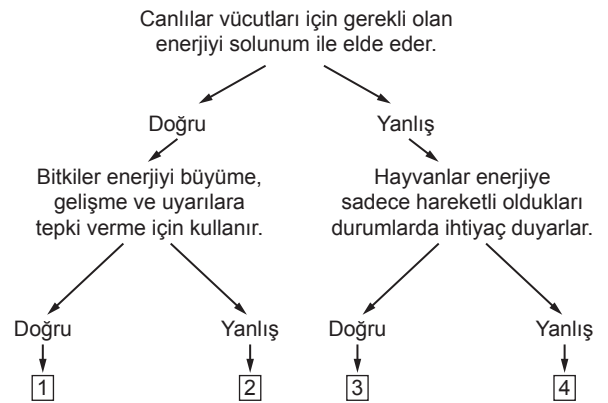 Canlılar vücutları için gerekli olan
enerjiyi solunum ile elde eder.
Doğru
Yanlış
Bitkiler enerjiyi büyüme,
gelişme ve uyarılara
tepki verme için kullanır.
Hayvanlar enerjiye
sadece hareketli oldukları
durumlarda ihtiyaç duyarlar.
Doğru
Yanlış
Doğru
Yanlış
1
2
3
4